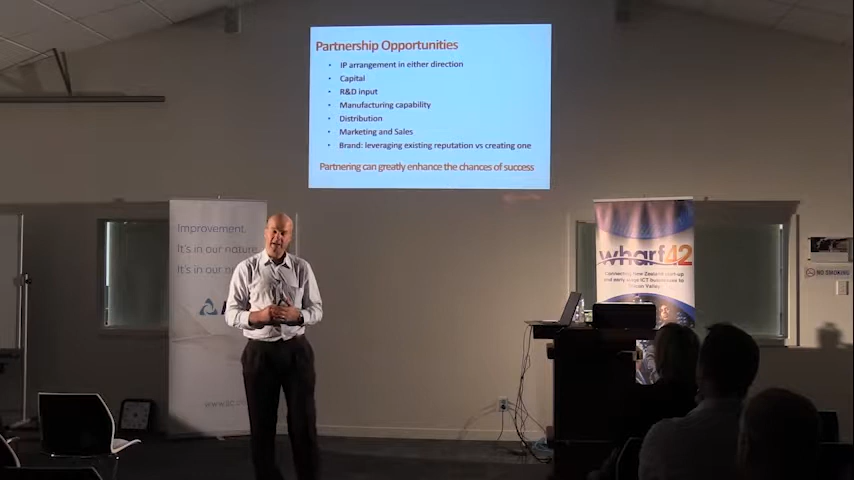 Partnership Opportunities
• IP arrangement in either direction
• Capital
• R&D input
• Manufacturing capability
• Distribution
• Marketing and Sales
• Brand: leveraging existing reputation vs creating one
Partnering can greatly enhance the chances of success
Improvement.
It's in our nature.
It's in our nature.
wharf42
Connecting New Zealand start-up
and early stage ICT businesses to
Silicon Valley
NO SMOKING